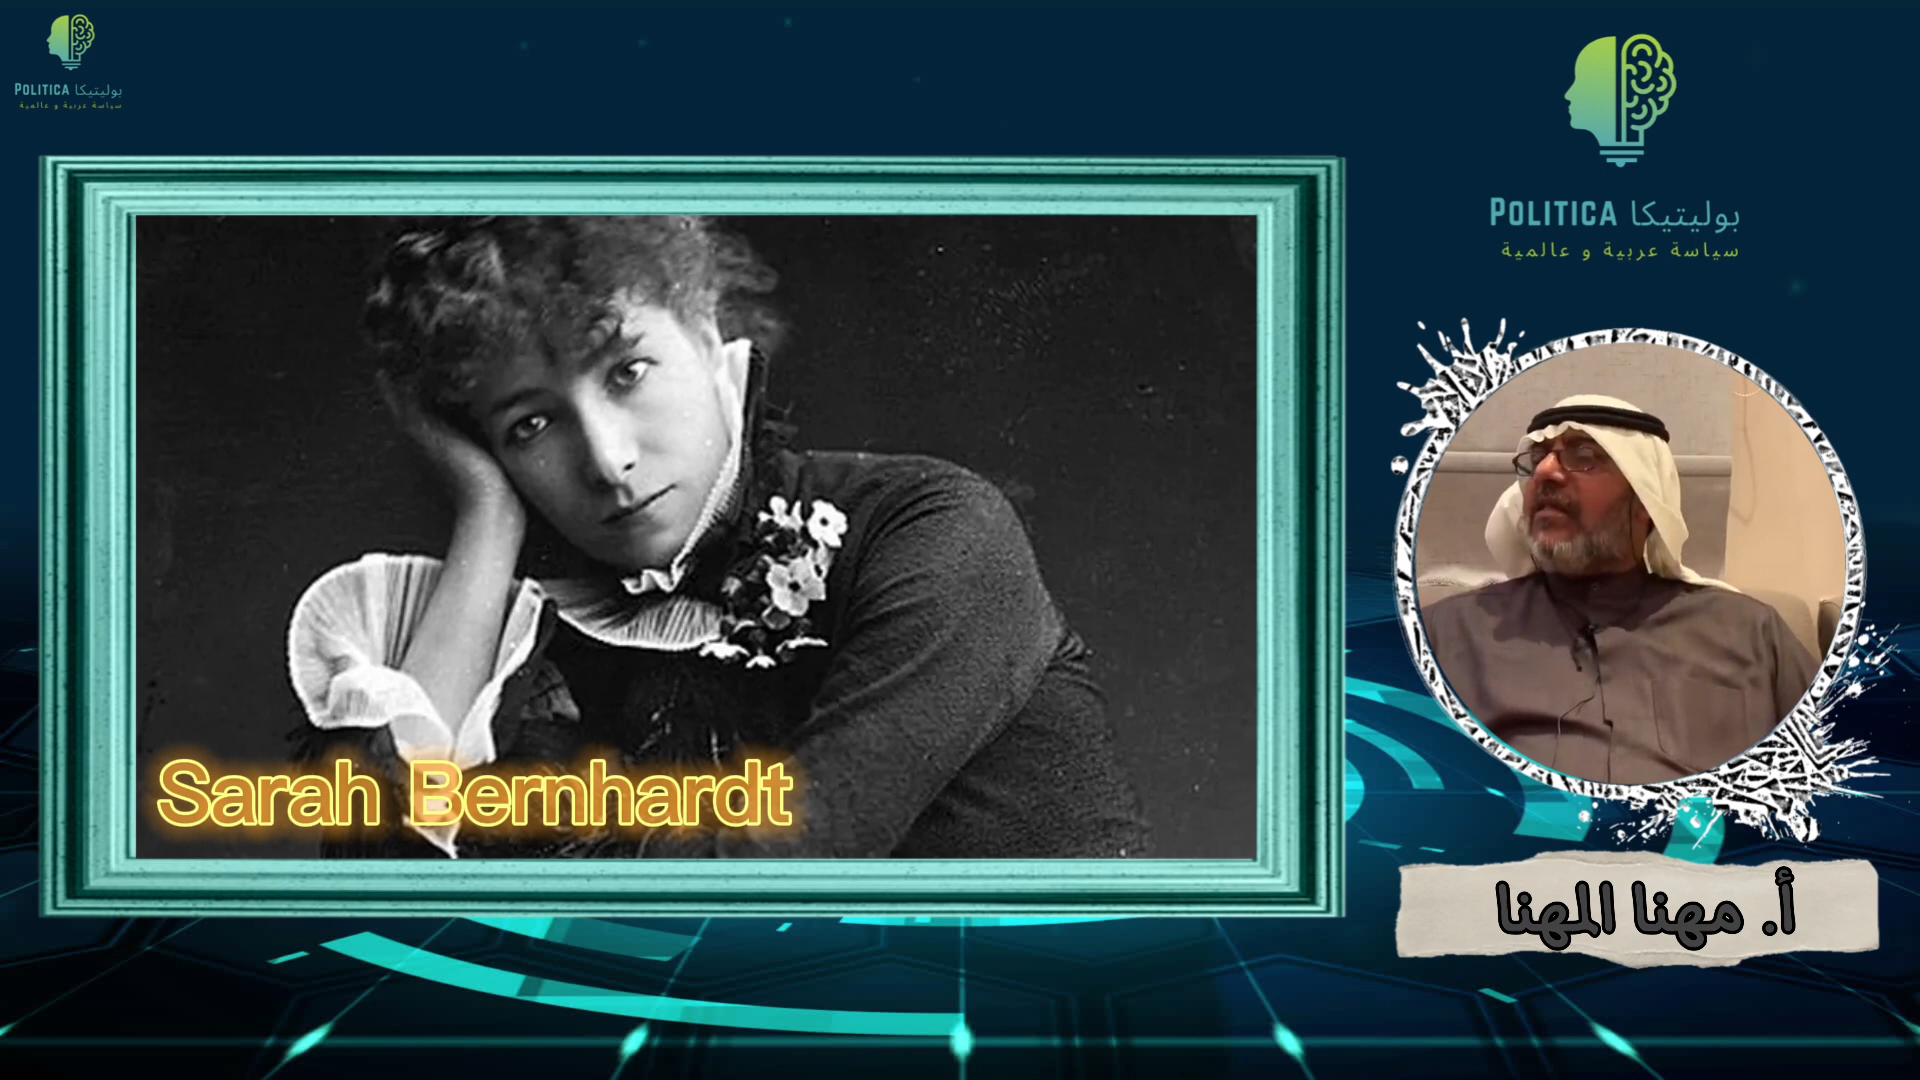 POLITICA بوليتيكا
سياسة عربية و عالمية
POLITICA بوليتيكا
سياسة عربية و عالمية
Sarah Bernhardt
أ. مهنا المهنا